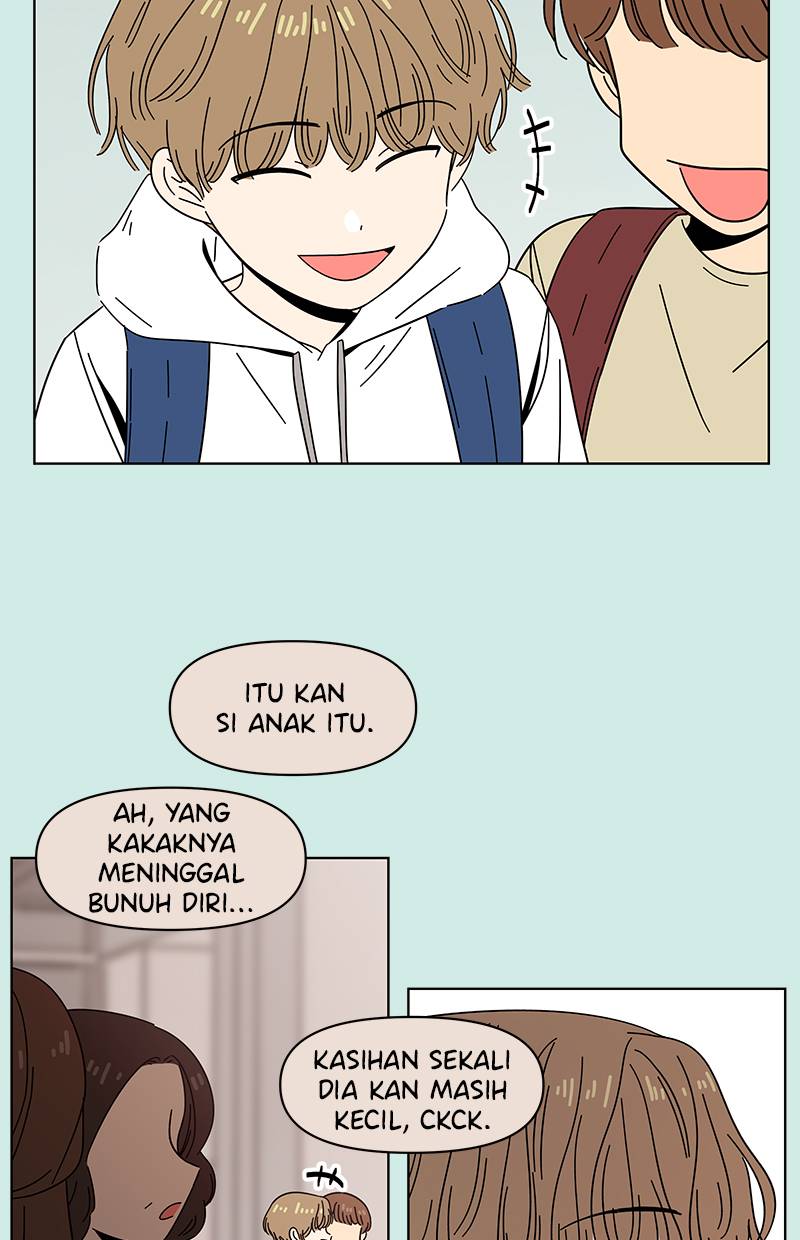 ITU KAN
SI ANAK ITU.
AH, YANG
KAKAKNYA
MENINGGAL
BUNUH DIRI...
KASIHAN SEKALI
DIA KAN MASIH
KECIL, CKCK.